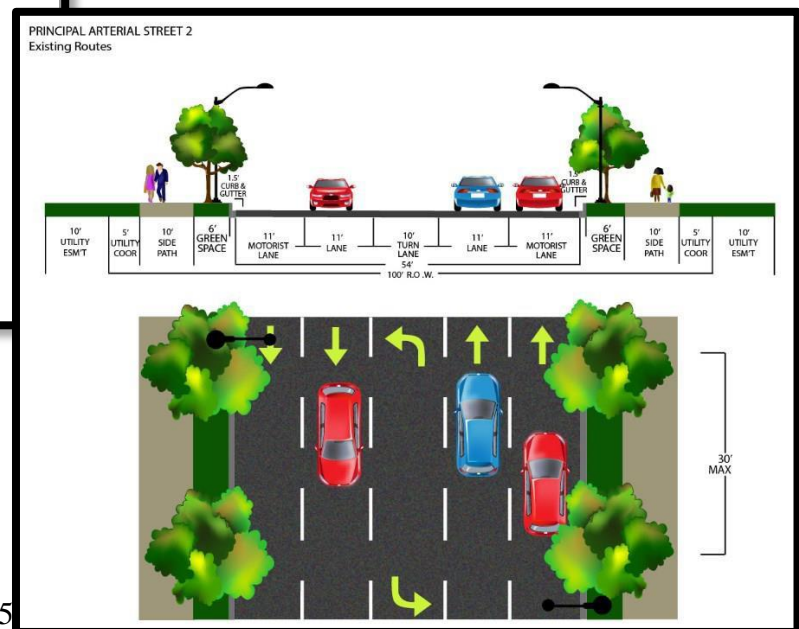 PRINCIPAL ARTERIAL STREET 2
Existing Routes
1.5'
CURB &
GUTTER
1.5'
CURB &
GUTTER
10'
UTILITY
ESM'T
5'
UTILITY
COOR
10'
SIDE
PATH
6'
GREEN
SPACE
11'
MOTORIST
LANE
11'
LANE
10'
TURN
LANE
11'
LANE
11'
MOTORIST
LANE
6'
GREEN
SPACE
10'
SIDE
PATH
5'
UTILITY
COOR
10'
UTILITY
ESM'T
54'
100' R.O .W.
30'
MAX
5